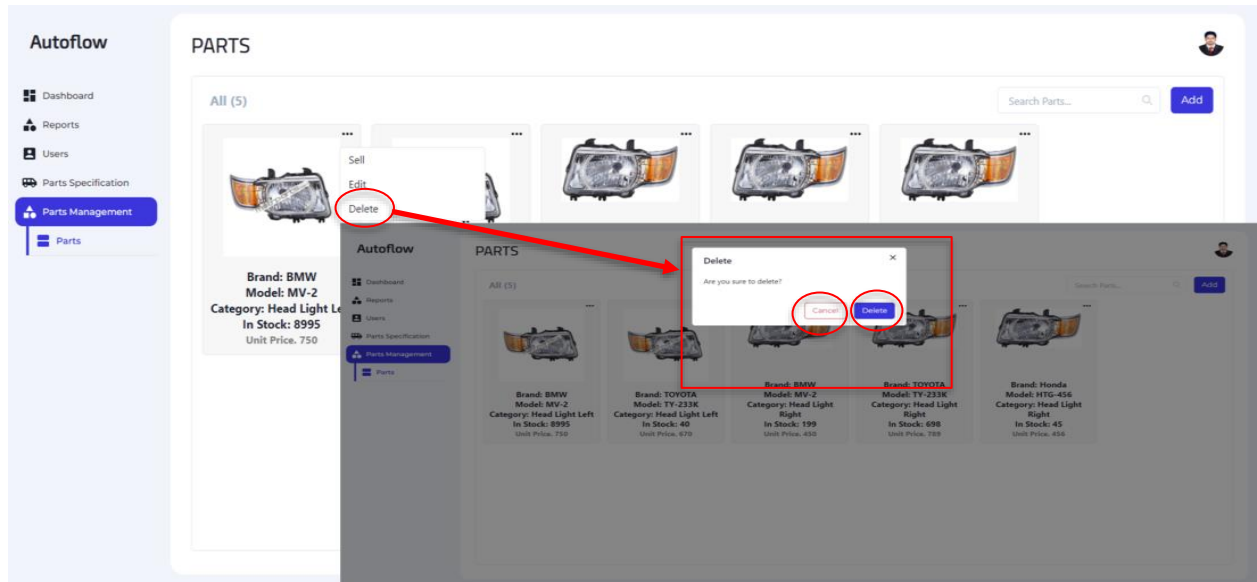 Autoflow
PARTS
Dashboard
Reports
Users
Parts Specification
Parts Management
Parts
All (5)
Search Parts...
Add
Sell
Edit
Delete
Brand: BMW
Model: MV-2
Category: Head Light Le
In Stock: 8995
Unit Price. 750
Autoflow
PARTS
Dashboard
Reports
Users
Parts Specification
Parts Management
Parts
All (5)
Search Parts...
Add
Delete
Are you sure to delete?
Cancel
Delete
Brand: BMW
Model: MV-2
Category: Head Light Left
In Stock: 8995
Unit Price. 750
Brand: TOYOTA
Model: TY-233K
Category: Head Light Left
In Stock: 40
Unit Price. 670
Brand: BMW
Model: MV-2
Category: Head Light
Right
In Stock: 199
Unit Price. 450
Brand: TOYOTA
Model: TY-233K
Category: Head Light
Right
In Stock: 698
Unit Price. 789
Brand: Honda
Model: HTG-456
Category: Head Light
Right
In Stock: 45
Unit Price. 456